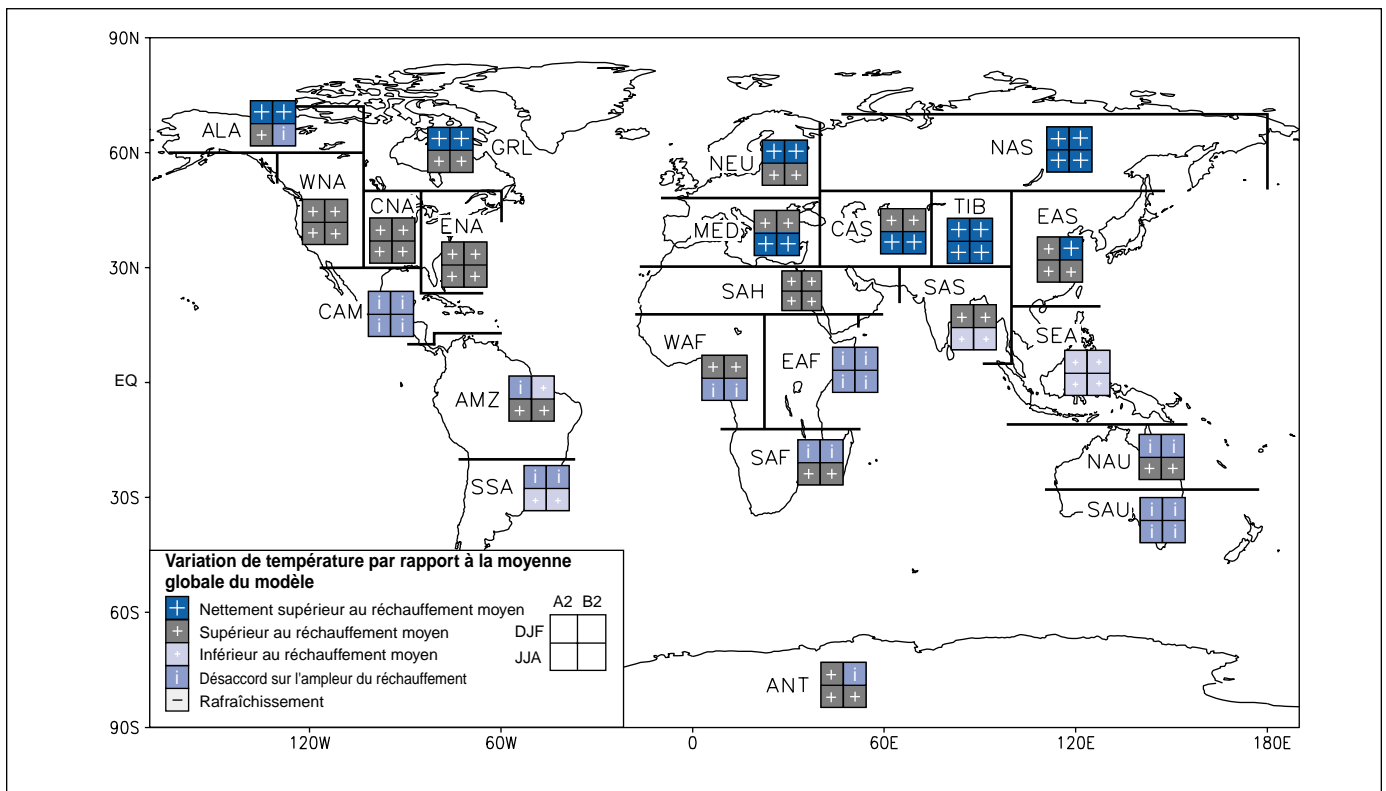 90N
ALA
GRL
NEU
NAS
60N
WNA
CNA
ENA
MED
CAS
TIB
EAS
30N
SAH
SAS
CAM
WAF
EAF
SEA
EQ
AMZ
SAF
NAU
30S
SSA
SAU
Variation de température par rapport à la moyenne
globale du modèle
Nettement supérieur au réchauffement moyen
Supérieur au réchauffement moyen
Inférieur au réchauffement moyen
Désaccord sur l'ampleur du réchauffement
Rafraîchissement
A2 B2
DJF
JJA
60S
ANT
90S
120W 60W 0 60E 120E 180E